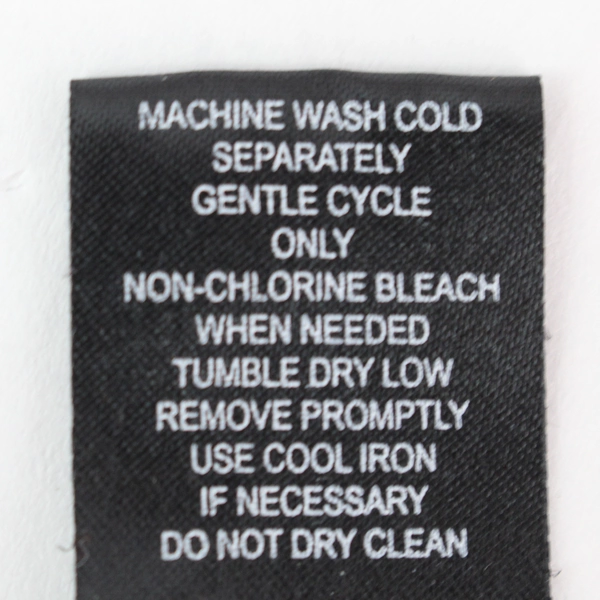 MACHINE WASH COLD
SEPARATELY
GENTLE CYCLE
ONLY
NON-CHLORINE BLEACH
WHEN NEEDED
TUMBLE DRY LOW
REMOVE PROMPTLY
USE COOL IRON
IF NECESSARY
DO NOT DRY CLEAN